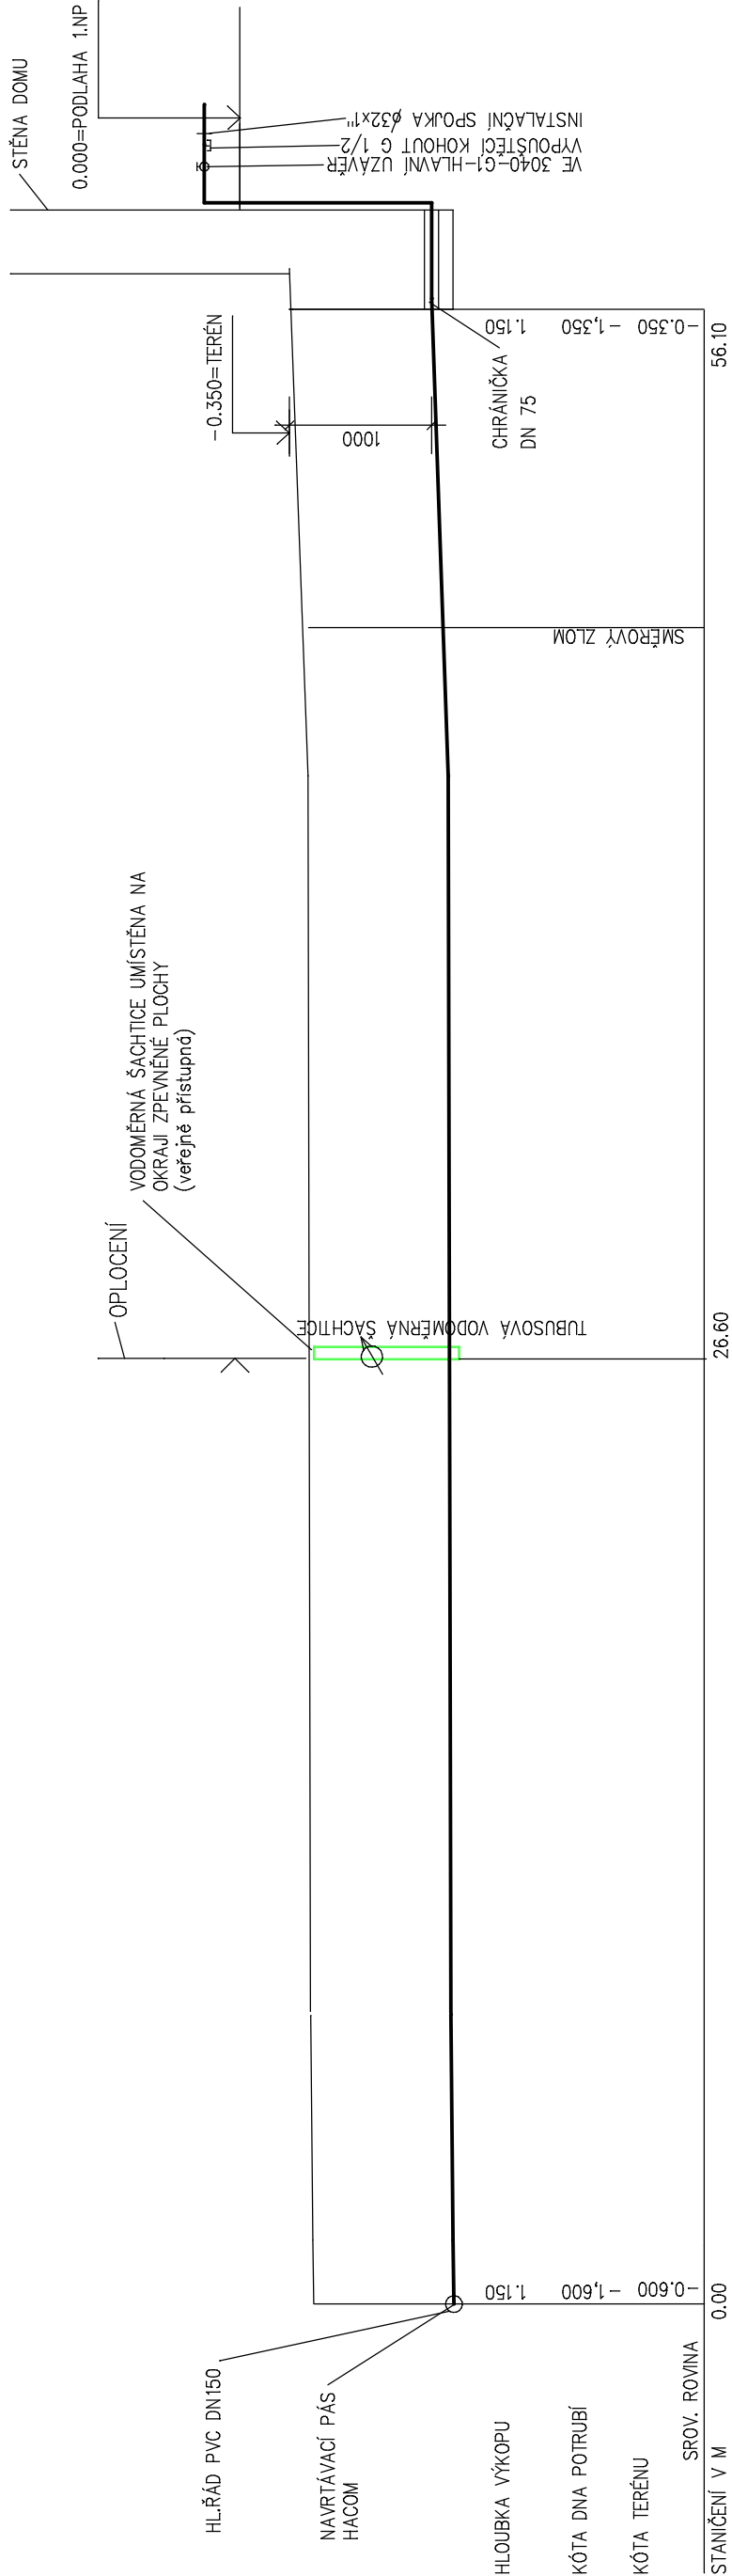 STĚNA DOMU
0.000=PODLAHA 1.NP
INSTALAČNÍ SPOJKA ø32x1"
VYPOUŠTĚCÍ KOHOUT G 1/2
VE 3040-G1-HLAVNÍ UZÁVĚR
-0.350=TERÉN
1000
CHRÁNIČKA
DN 75
SMĚROVÝ ZLOM
VODOMĚRNÁ ŠACHTICE UMÍSTĚNA NA
OKRAJI ZPEVNĚNÉ PLOCHY
(veřejně přístupná)
OPLOCENÍ
TUBUSOVÁ VODOMĚRNÁ ŠACHTICE
HL.ŘÁD PVC DN150
NAVRTÁVACÍ PÁS
HACOM
HLOUBKA VÝKOPU 1.150 1.150
KÓTA DNA POTRUBÍ -1,600 -1,350
KÓTA TERÉNU -0.600 -0.350
SROV. ROVINA
STANIČENÍ V M 0.00 26.60 56.10